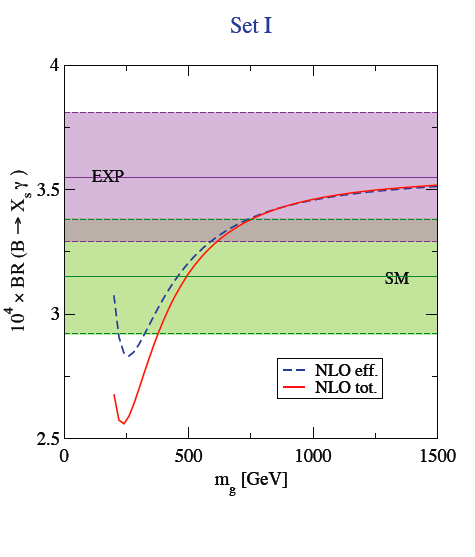 Set I
4
3.5
3
2.5
10⁴ × BR (B → Xₛ γ )
EXP
SM
NLO eff.
NLO tot.
0
500
1000
1500
m_g [GeV]